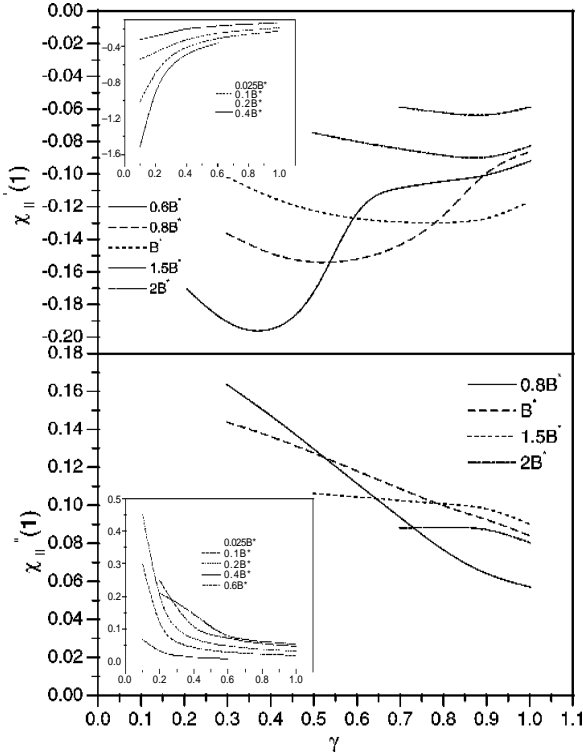 -0.00
-0.02
-0.04
-0.06
-0.08
-0.10
-0.12
-0.14
-0.16
-0.18
-0.20
χ||'(1)
-0.4
-0.8
-1.2
-1.6
0.0 0.2 0.4 0.6 0.8 1.0
0.025B*
0.1B*
0.2B*
0.4B*
0.6B*
0.8B*
B*
1.5B*
2B*
0.18
0.16
0.14
0.12
0.10
0.08
0.06
0.04
0.02
0.00
χ||''(1)
0.8B*
B*
1.5B*
2B*
0.5
0.4
0.3
0.2
0.1
0.0
0.0 0.2 0.4 0.6 0.8 1.0
0.025B*
0.1B*
0.2B*
0.4B*
0.6B*
0.0 0.1 0.2 0.3 0.4 0.5 0.6 0.7 0.8 0.9 1.0 1.1
γ